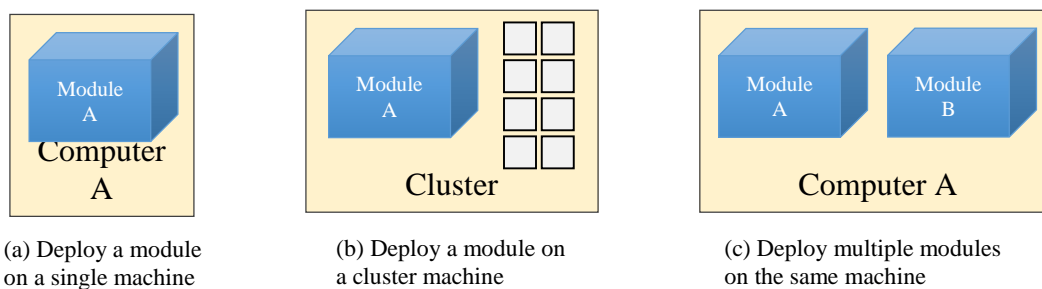 Module
A
Computer
A
Module
A
Cluster
Module
A
Module
B
Computer A
(a) Deploy a module
on a single machine
(b) Deploy a module on
a cluster machine
(c) Deploy multiple modules
on the same machine